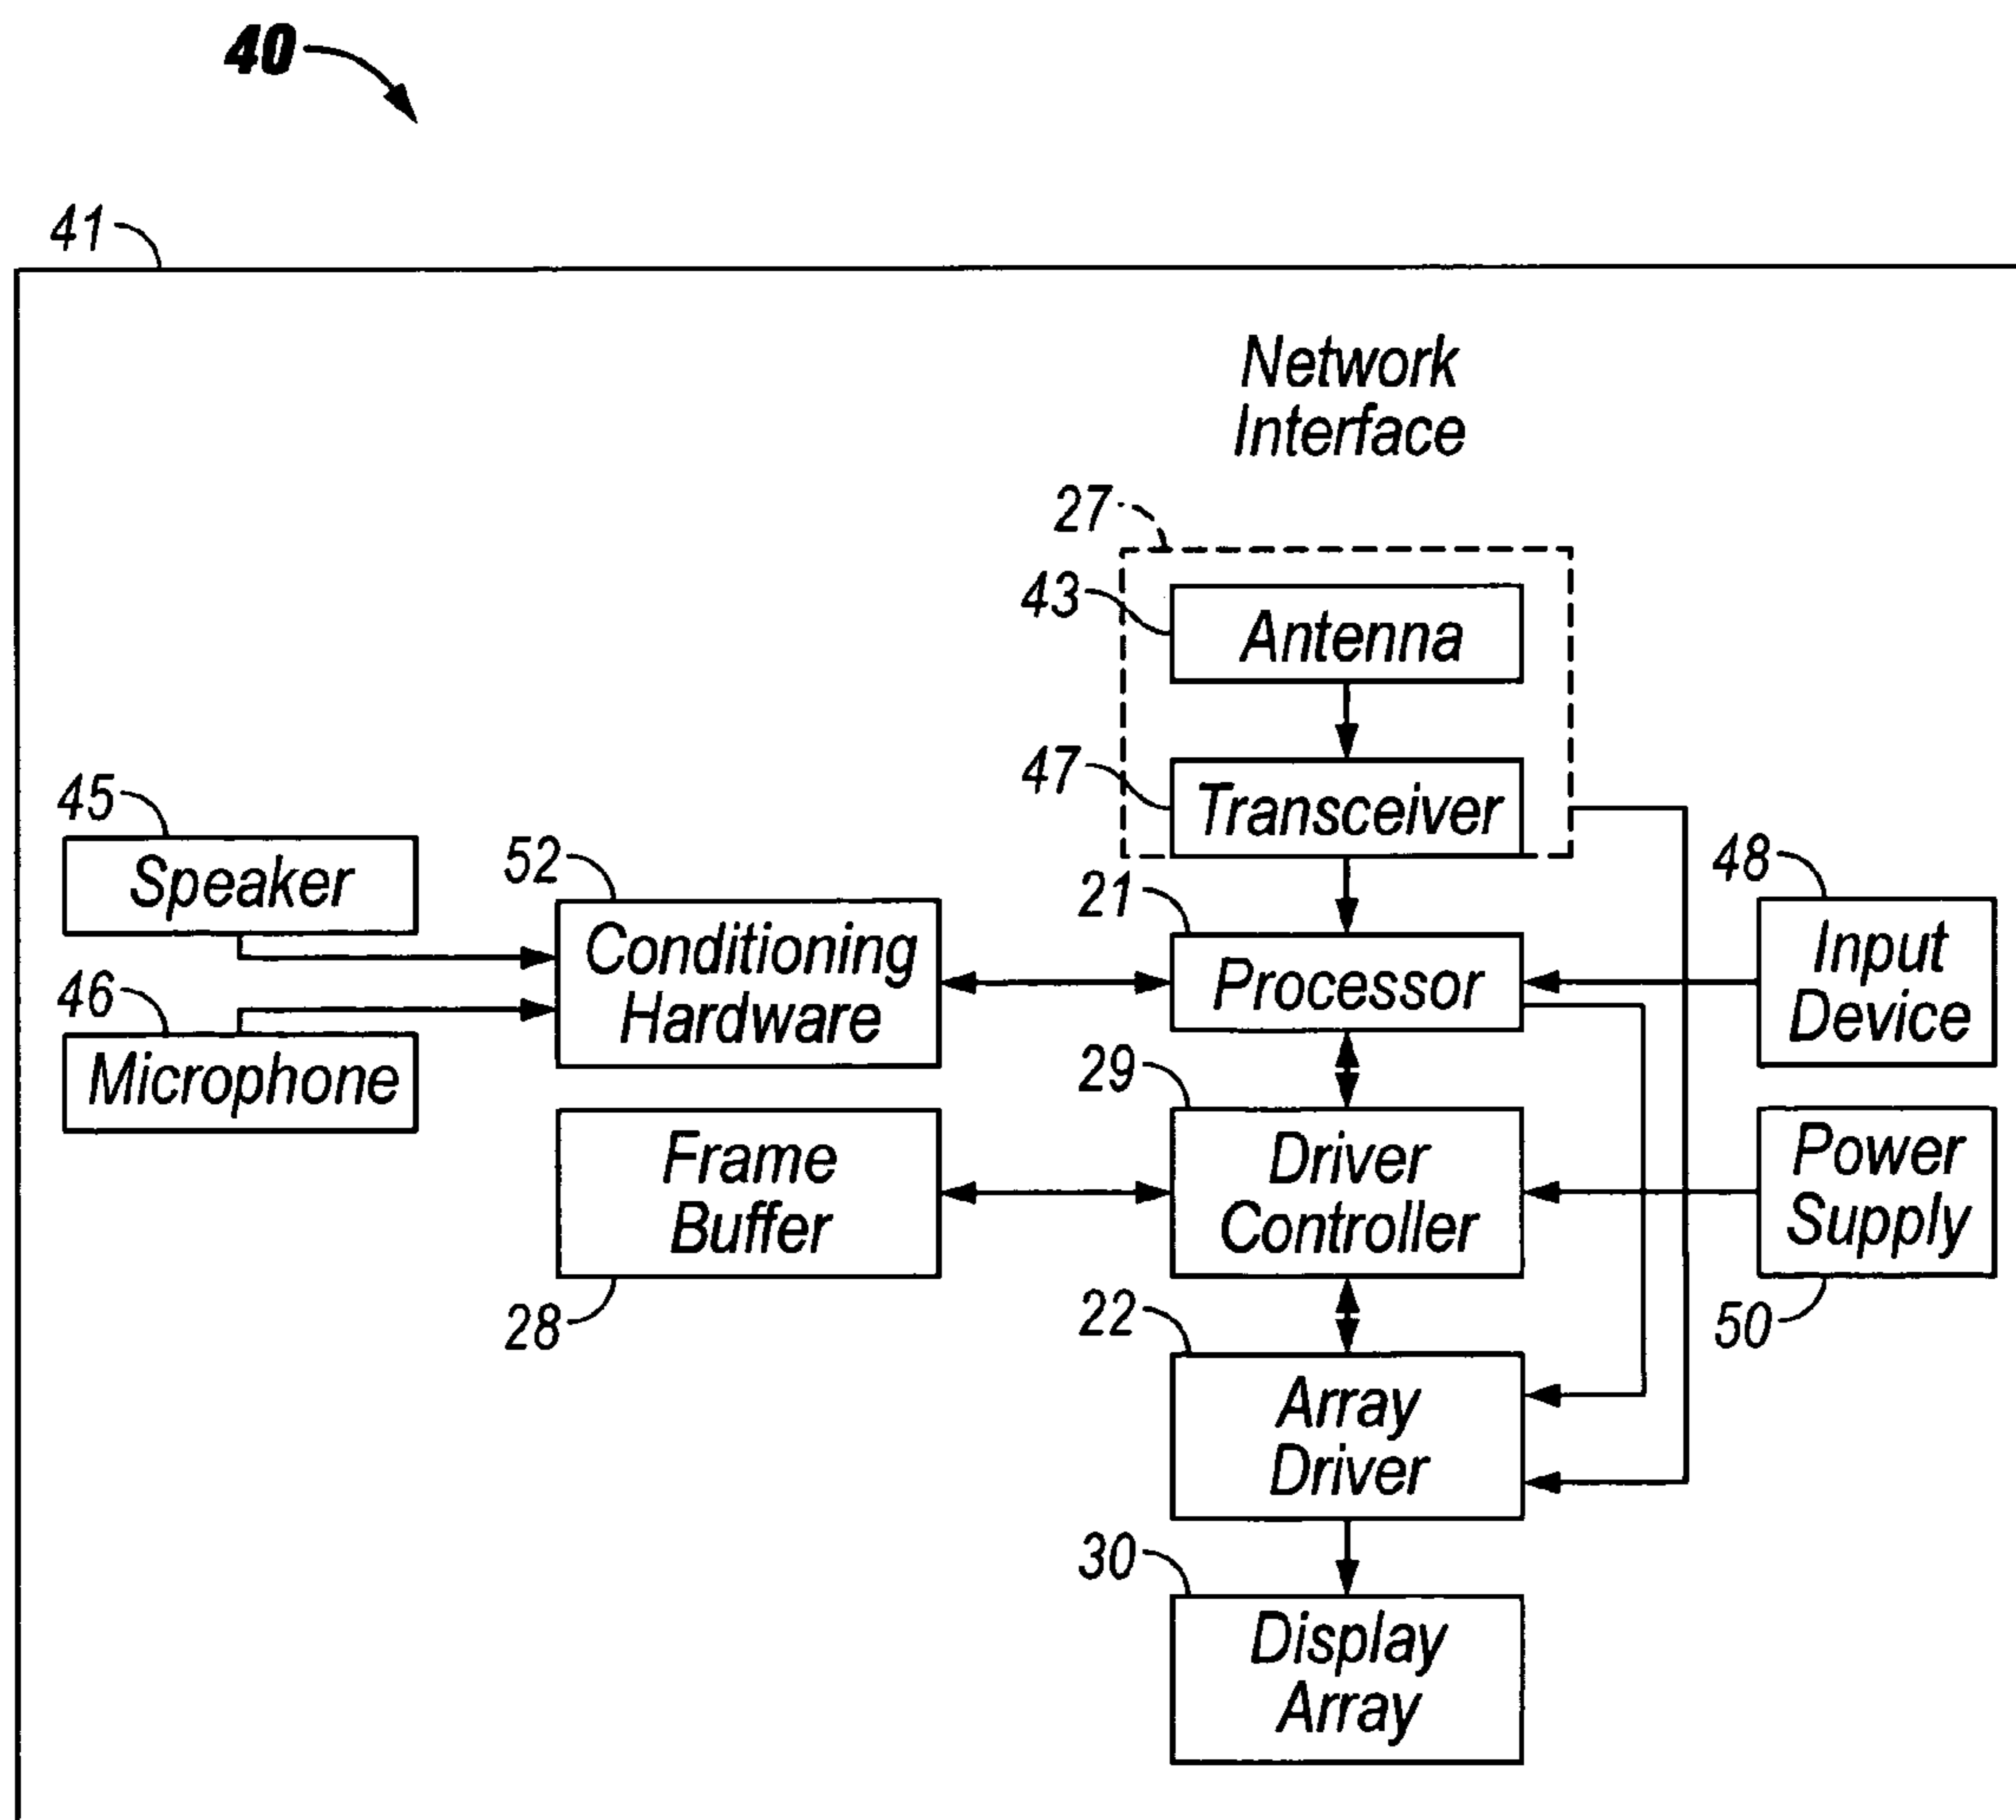 40
41
Network
Interface
27
43
Antenna
47
Transceiver
45
Speaker
52
Conditioning
Hardware
21
Processor
48
Input
Device
46
Microphone
29
Driver
Controller
Frame
Buffer
28
Power
Supply
50
22
Array
Driver
30
Display
Array